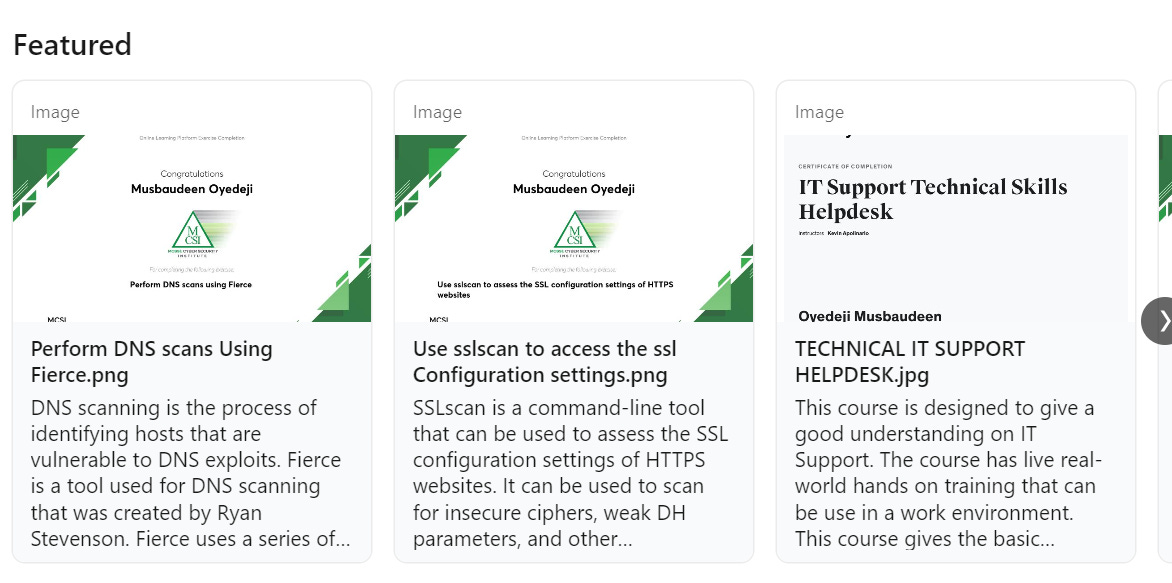 Featured
Image
Online Learning Platform Exercise Completion
Congratulations
Musbaudeen Oyedeji
M
CSI
MOSSE CYBER SECURITY
INSTITUTE
For completing the following exercise:
Perform DNS scans using Fierce
MCSI
Perform DNS scans Using
Fierce.png
DNS scanning is the process of
identifying hosts that are
vulnerable to DNS exploits. Fierce
is a tool used for DNS scanning
that was created by Ryan
Stevenson. Fierce uses a series of...
Image
Online Learning Platform Exercise Completion
Congratulations
Musbaudeen Oyedeji
M
CSI
MOSSE CYBER SECURITY
INSTITUTE
For completing the following exercise:
Use sslscan to assess the SSL configuration settings of HTTPS
websites
MCSI
Use sslscan to access the ssl
Configuration settings.png
SSLscan is a command-line tool
that can be used to assess the SSL
configuration settings of HTTPS
websites. It can be used to scan
for insecure ciphers, weak DH
parameters, and other...
Image
CERTIFICATE OF COMPLETION
IT Support Technical Skills
Helpdesk
Instructors Kevin Apolinario
Oyedeji Musbaudeen
TECHNICAL IT SUPPORT
HELPDESK.jpg
This course is designed to give a
good understanding on IT
Support. The course has live real-
world hands on training that can
be use in a work environment.
This course gives the basic...